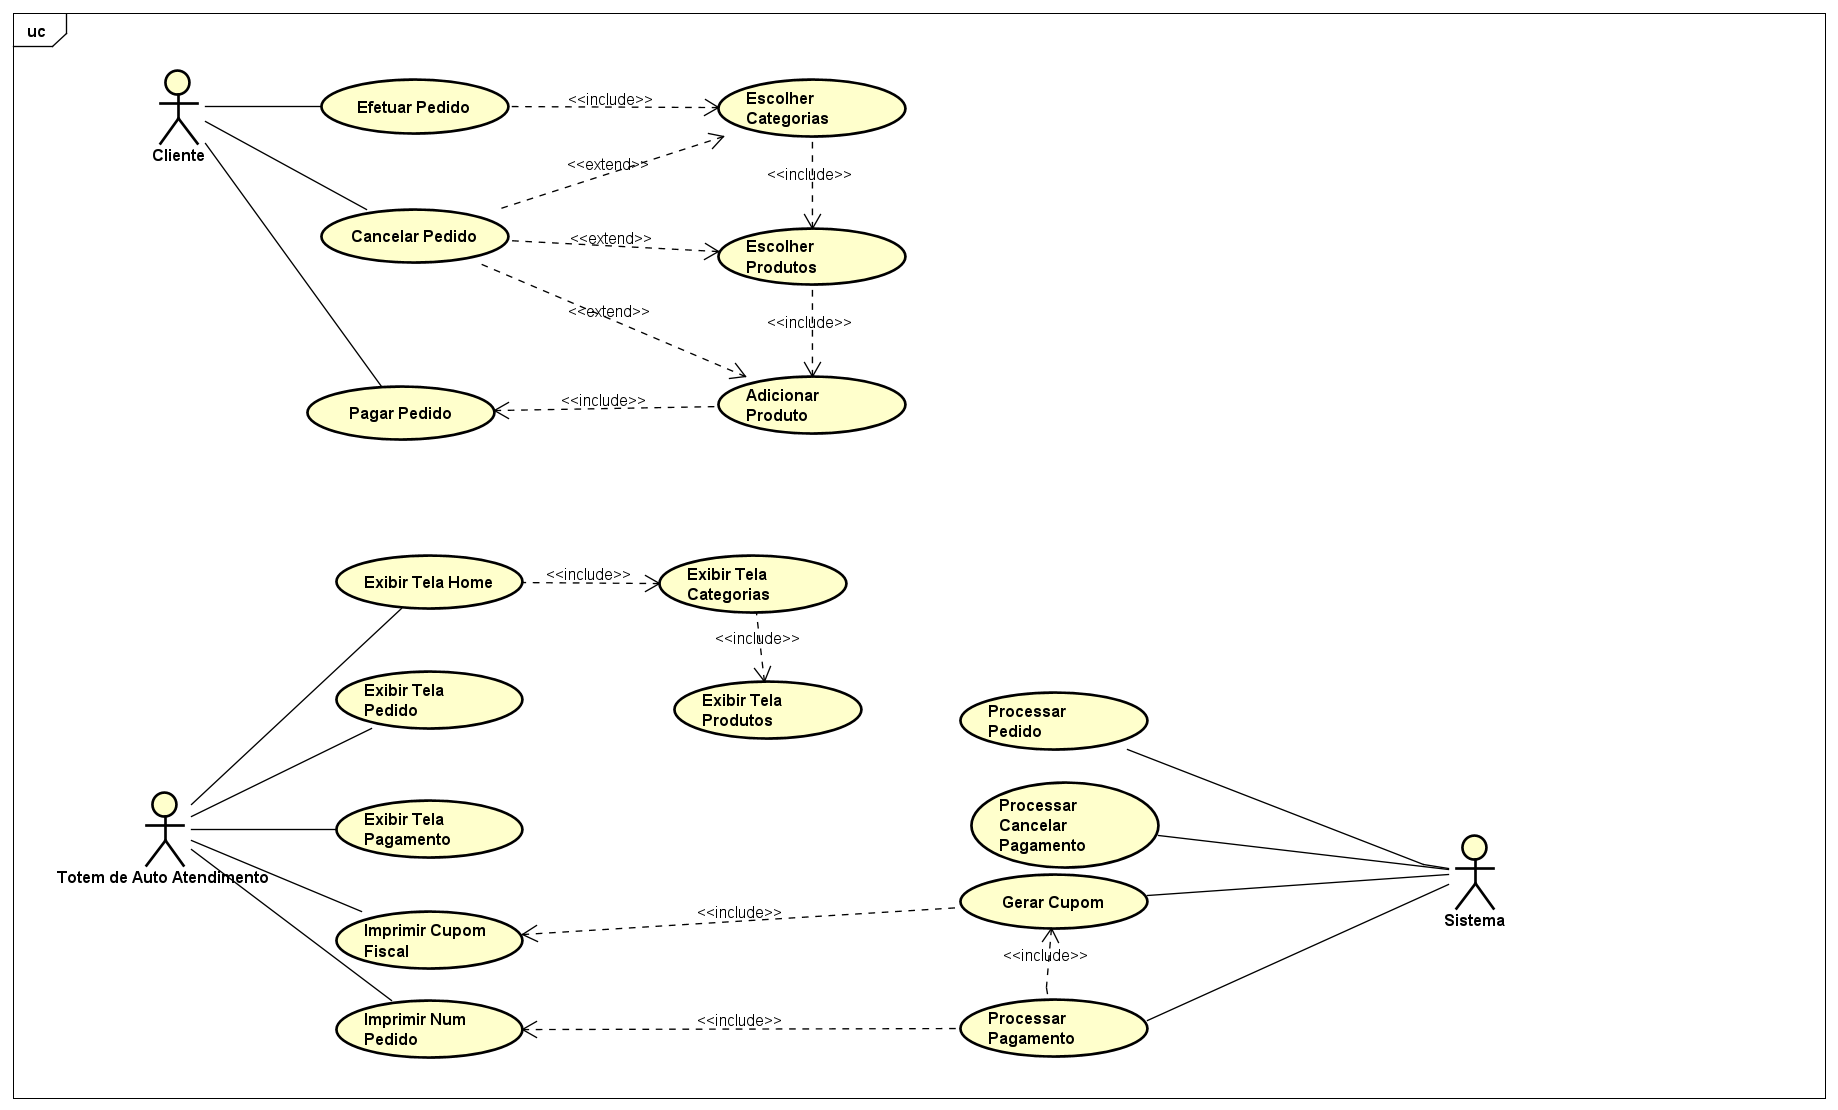 uc
Cliente
Efetuar Pedido
<<include>>
Escolher
Categorias
<<extend>>
<<include>>
Cancelar Pedido
<<extend>>
Escolher
Produtos
<<extend>>
<<include>>
Pagar Pedido
<<include>>
Adicionar
Produto
Exibir Tela Home
<<include>>
Exibir Tela
Categorias
<<include>>
Exibir Tela
Pedido
Exibir Tela
Produtos
Processar
Pedido
Exibir Tela
Pagamento
Processar
Cancelar
Pagamento
Totem de Auto Atendimento
Sistema
Imprimir Cupom
Fiscal
<<include>>
Gerar Cupom
<<include>>
Imprimir Num
Pedido
<<include>>
Processar
Pagamento